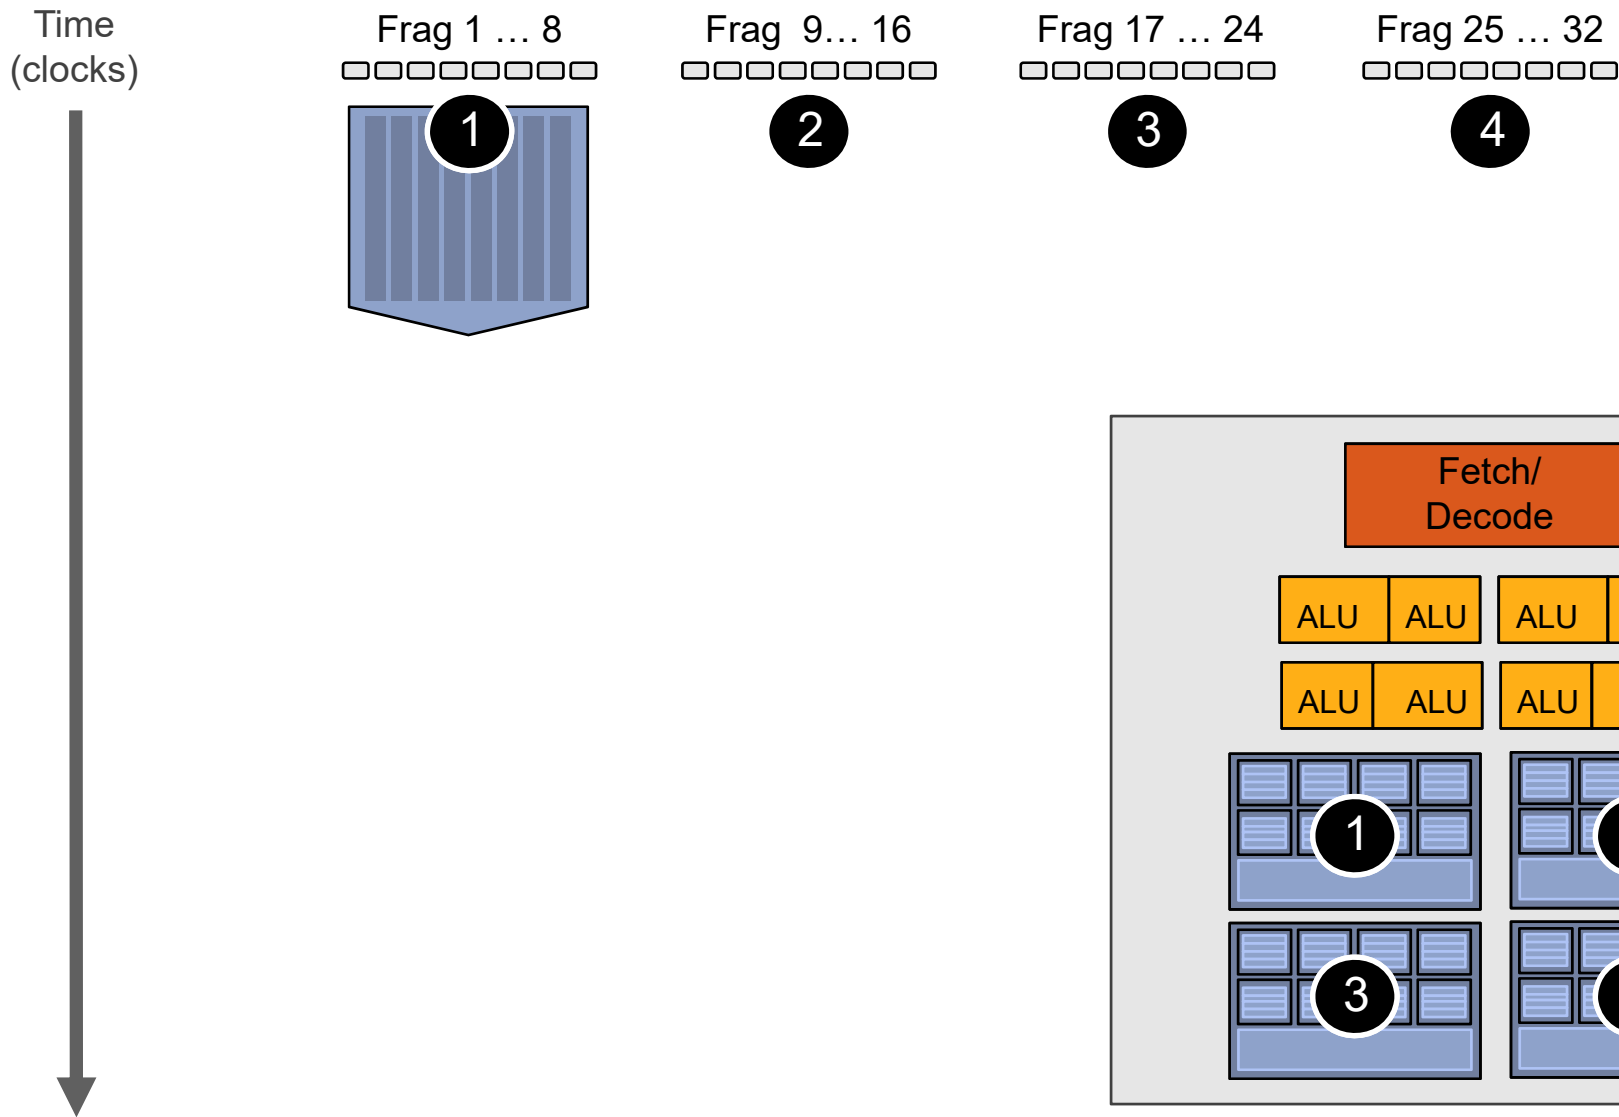 Time
(clocks)
Frag 1 … 8
Frag 9… 16
Frag 17 … 24
Frag 25 … 32
1
2
3
4
Fetch/
Decode
ALU ALU ALU
ALU ALU ALU
1
3